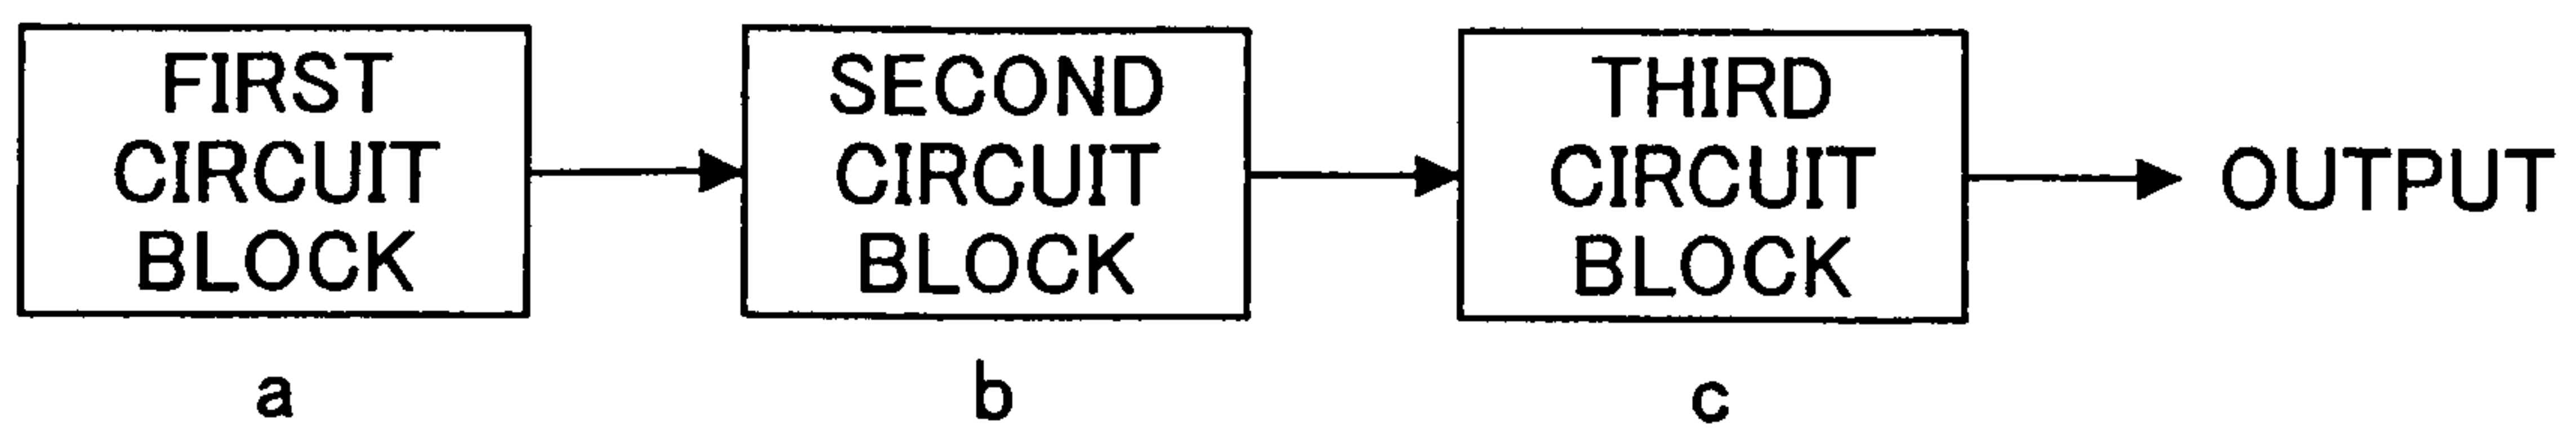 FIRST
CIRCUIT
BLOCK
a
SECOND
CIRCUIT
BLOCK
b
THIRD
CIRCUIT
BLOCK
c
OUTPUT